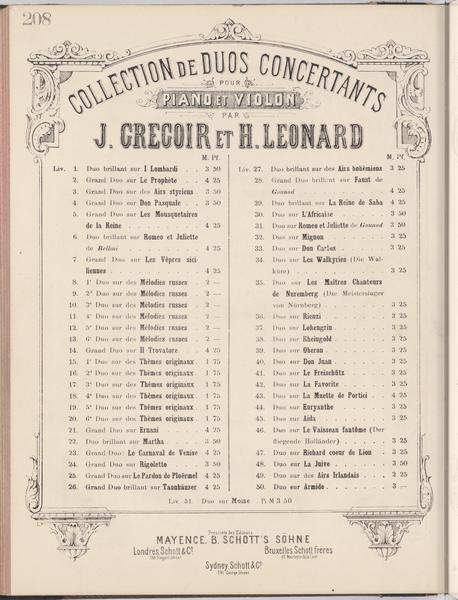 208
COLLECTION DE DUOS CONCERTANTS
POUR
PIANO ET VIOLON
PAR
J. GREGOIR ET H. LEONARD
M. Pf.
Liv. 1. Duo brillant sur I Lombardi . . 3 50
2. Grand Duo sur Le Prophète . . 4 25
3. Grand Duo sur des Airs styriens 3 50
4. Grand Duo sur Don Pasquale . 3 50
5. Grand Duo sur Les Mousquetaires
de la Reine . . 4 25
6. Duo brillant sur Romeo et Juliette
de Bellini . . 4 25
7. Grand Duo sur Les Vêpres sici-
liennes . . 4 25
8. 1r Duo sur des Mélodies russes . 2 —
9. 2d Duo sur des Mélodies russes . 2 —
10. 3e Duo sur des Mélodies russes . 2 —
11. 4e Duo sur des Mélodies russes . 2 —
12. 5e Duo sur des Mélodies russes . 2 —
13. 6e Duo sur des Mélodies russes . 2 —
14. Grand Duo sur Il Trovatore . 4 25
15. 1r Duo sur des Thèmes originaux . 1 75
16. 2d Duo sur des Thèmes originaux . 1 75
17. 3e Duo sur des Thèmes originaux . 1 75
18. 4e Duo sur des Thèmes originaux . 1 75
19. 5e Duo sur des Thèmes originaux . 1 75
20. 6e Duo sur des Thèmes originaux . 1 75
21. Grand Duo sur Ernani . . 4 25
22. Duo brillant sur Martha . . 3 50
23. Grand Duo: Le Carnaval de Venise 4 25
24. Grand Duo sur Rigoletto . . 3 50
25. Grand Duo sur Le Pardon de Ploërmel 4 25
26. Grand Duo brillant sur Tannhäuser 4 25
M. Pf.
Liv. 27. Duo brillant sur des Airs bohémiens 3 25
28. Grand Duo brillant sur Faust de
Gounod . . 4 25
29. Duo brillant sur La Reine de Saba 4 25
30. Duo sur L'Africaine . . 3 50
31. Duo sur Romeo et Juliette de Gounod 3 50
32. Duo sur Mignon . . 3 25
33. Duo sur Don Carlos . . 3 25
34. Duo sur Les Walkyries (Die Wal-
küre) . . 3 25
35. Duo sur Les Maîtres Chanteurs
de Nuremberg (Die Meistersinger
von Nürnberg) . . 3 25
36. Duo sur Rienzi . . 3 25
37. Duo sur Lohengrin . . 3 25
38. Duo sur Rheingold . . 3 25
39. Duo sur Oberon . . 3 25
40. Duo sur Don Juan . . 3 25
41. Duo sur Le Freischütz . . 3 25
42. Duo sur La Favorite . . 3 25
43. Duo sur La Muette de Portici . . 4 25
44. Duo sur Euryanthe . . 3 25
45. Duo sur Aïda . . 3 25
46. Duo sur Le Vaisseau fantôme (Der
fliegende Holländer) . . 3 25
47. Duo sur Richard coeur de Lion . 3 25
48. Duo sur La Juive . . 3 50
49. Duo sur des Airs Irlandais . . 2 25
50. Duo sur Armide . . 3 —
Liv. 51. Duo sur Moïse Pr. M 3 50
Propriété des Editeurs
MAYENCE, B. SCHOTT'S SÖHNE
Londres, Schott & Co.
159 Regent Street
Bruxelles, Schott frères
Sydney, Schott & Co.
George Street